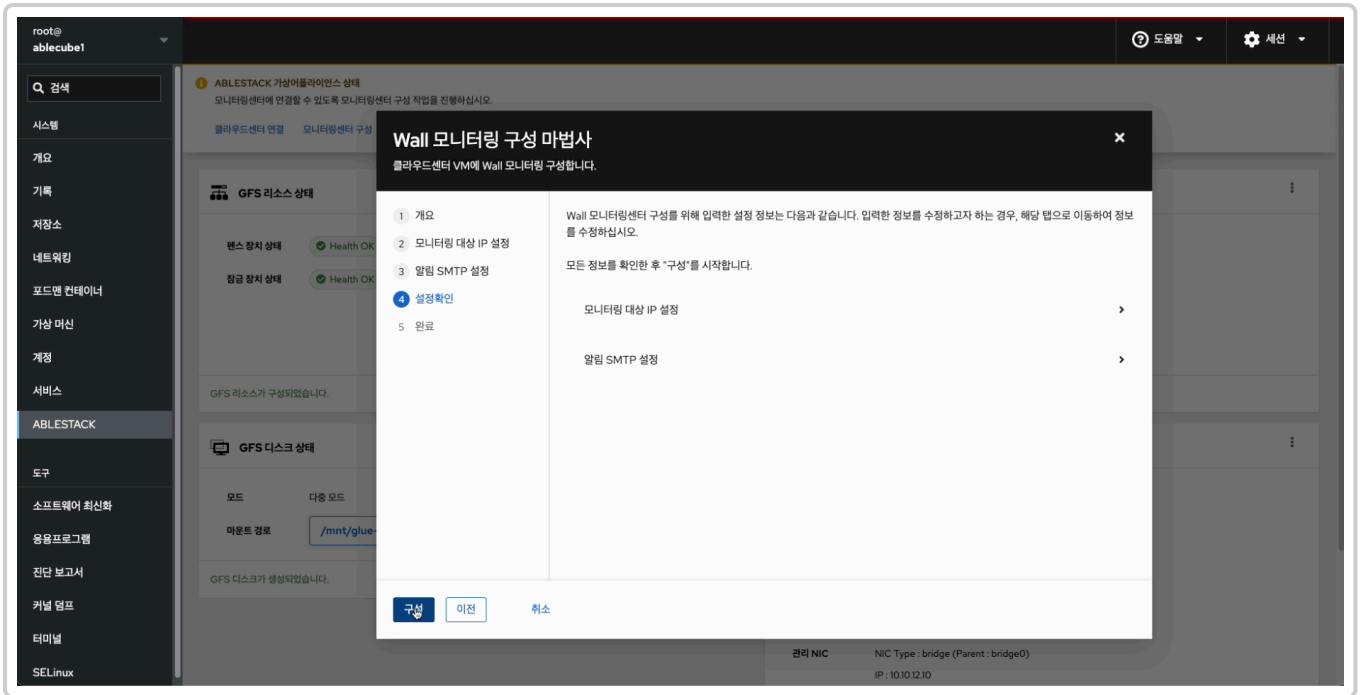 root@
ablecube1
도움말
세션
검색
시스템
개요
기록
저장소
네트워킹
포드맨 컨테이너
가상 머신
계정
서비스
ABLESTACK
도구
소프트웨어 최신화
응용프로그램
진단 보고서
커널 덤프
터미널
SELinux
ABLESTACK 가상어플라이언스 상태
모니터링센터에 연결할 수 있도록 모니터링센터 구성 작업을 진행하십시오.
클라우드센터 연결 모니터링센터 구성
GFS 리소스 상태
펜스 장치 상태 Health OK
잠금 장치 상태 Health OK
GFS 리소스가 구성되었습니다.
GFS 디스크 상태
모드 다중 모드
마운트 경로 /mnt/glue-
GFS 디스크가 생성되었습니다.
Wall 모니터링 구성 마법사
클라우드센터 VM에 Wall 모니터링 구성합니다.
1 개요
2 모니터링 대상 IP 설정
3 알림 SMTP 설정
4 설정확인
5 완료
Wall 모니터링센터 구성를 위해 입력한 설정 정보는 다음과 같습니다. 입력한 정보를 수정하고자 하는 경우, 해당 탭으로 이동하여 정보
를 수정하십시오.
모든 정보를 확인한 후 "구성"를 시작합니다.
모니터링 대상 IP 설정
알림 SMTP 설정
구성 이전 취소
관리 NIC NIC Type : bridge (Parent : bridge0)
IP : 10.10.12.10